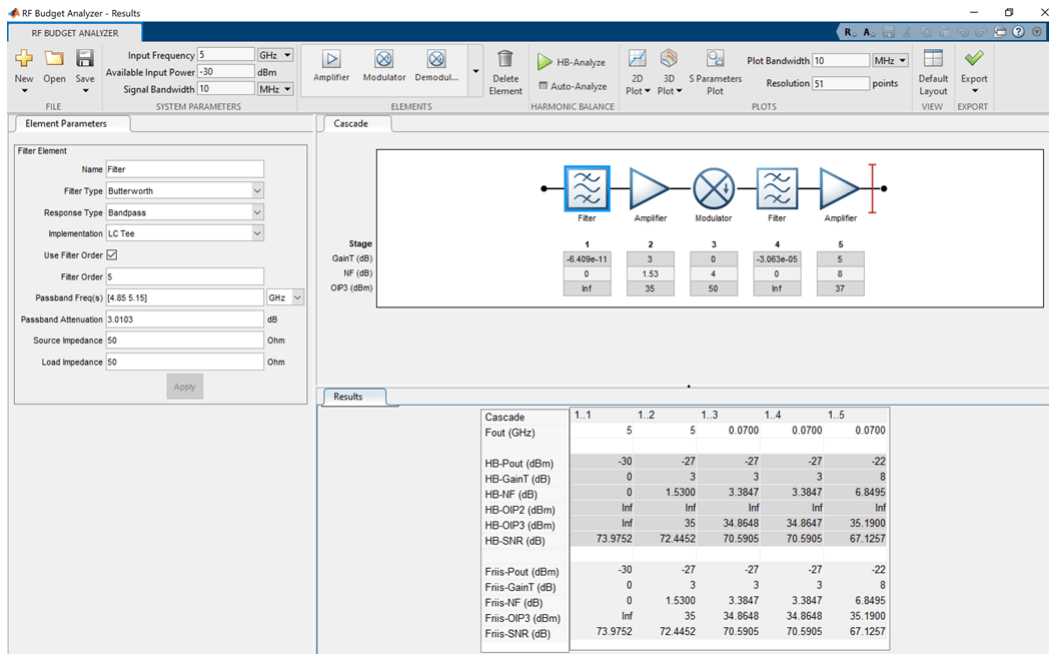 RF Budget Analyzer - Results
RF BUDGET ANALYZER
New Open Save
FILE
Input Frequency 5 GHz
Available Input Power -30 dBm
Signal Bandwidth 10 MHz
SYSTEM PARAMETERS
Amplifier Modulator Demodul...
ELEMENTS
Delete
Element
HB-Analyze
Auto-Analyze
HARMONIC BALANCE
2D
Plot
3D
Plot
S Parameters
Plot
Plot Bandwidth 10 MHz
Resolution 51 points
PLOTS
Default
Layout
VIEW
Export
EXPORT
Element Parameters
Filter Element
Name Filter
Filter Type Butterworth
Response Type Bandpass
Implementation LC Tee
Use Filter Order
Filter Order 5
Passband Freq(s) [4.85 5.15] GHz
Passband Attenuation 3.0103 dB
Source Impedance 50 Ohm
Load Impedance 50 Ohm
Apply
Cascade
Filter Amplifier Modulator Filter Amplifier
Stage 1 2 3 4 5
GainT (dB) -6.409e-11 3 0 -3.063e-05 5
NF (dB) 0 1.53 4 0 8
OIP3 (dBm) Inf 35 50 Inf 37
Results
Cascade 1..1 1..2 1..3 1..4 1..5
Fout (GHz) 5 5 0.0700 0.0700 0.0700
HB-Pout (dBm) -30 -27 -27 -27 -22
HB-GainT (dB) 0 3 3 3 8
HB-NF (dB) 0 1.5300 3.3847 3.3847 6.8495
HB-OIP2 (dBm) Inf Inf Inf Inf Inf
HB-OIP3 (dBm) Inf 35 34.8648 34.8647 35.1900
HB-SNR (dB) 73.9752 72.4452 70.5905 70.5905 67.1257
Friis-Pout (dBm) -30 -27 -27 -27 -22
Friis-GainT (dB) 0 3 3 3 8
Friis-NF (dB) 0 1.5300 3.3847 3.3847 6.8495
Friis-OIP3 (dBm) Inf 35 34.8648 34.8648 35.1900
Friis-SNR (dB) 73.9752 72.4452 70.5905 70.5905 67.1257